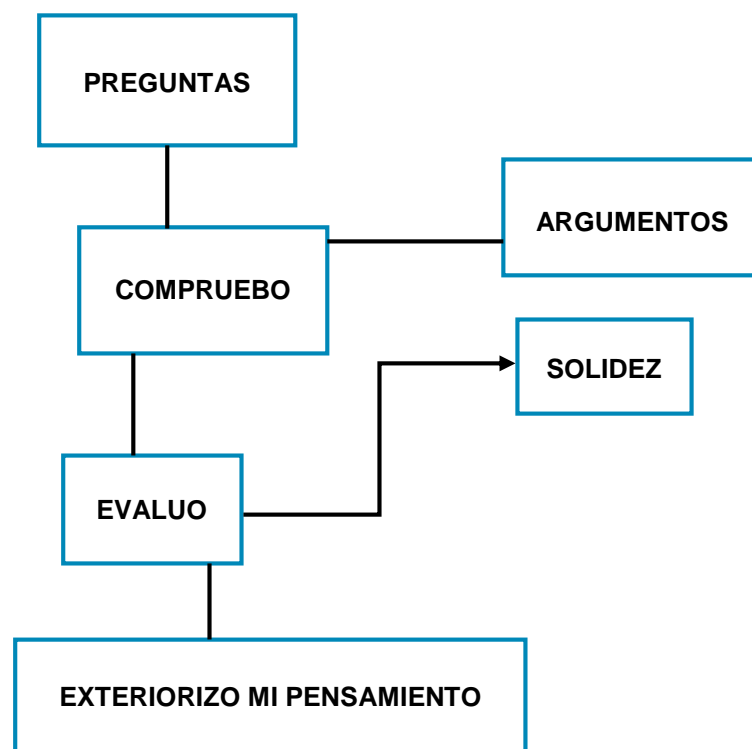 PREGUNTAS
ARGUMENTOS
COMPRUEBO
SOLIDEZ
EVALUO
EXTERIORIZO MI PENSAMIENTO